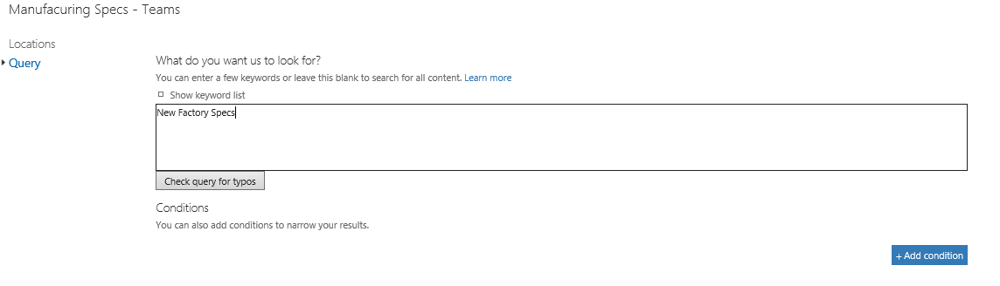 Manufacuring Specs - Teams
Locations
Query
What do you want us to look for?
You can enter a few keywords or leave this blank to search for all content. Learn more
Show keyword list
New Factory Specs
Check query for typos
Conditions
You can also add conditions to narrow your results.
+ Add condition